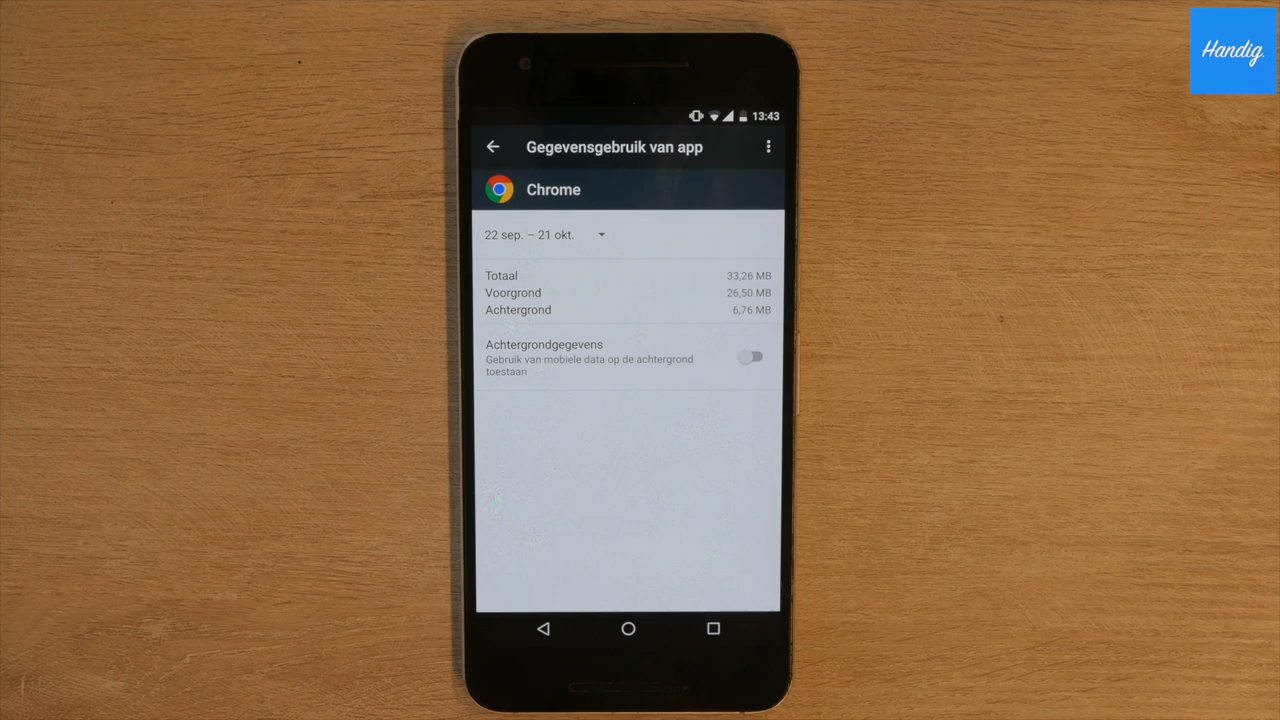 Handig.
13:43
Gegevensgebruik van app
Chrome
22 sep. – 21 okt.
Totaal 33,26 MB
Voorgrond 26,50 MB
Achtergrond 6,76 MB
Achtergrondgegevens
Gebruik van mobiele data op de achtergrond
toestaan